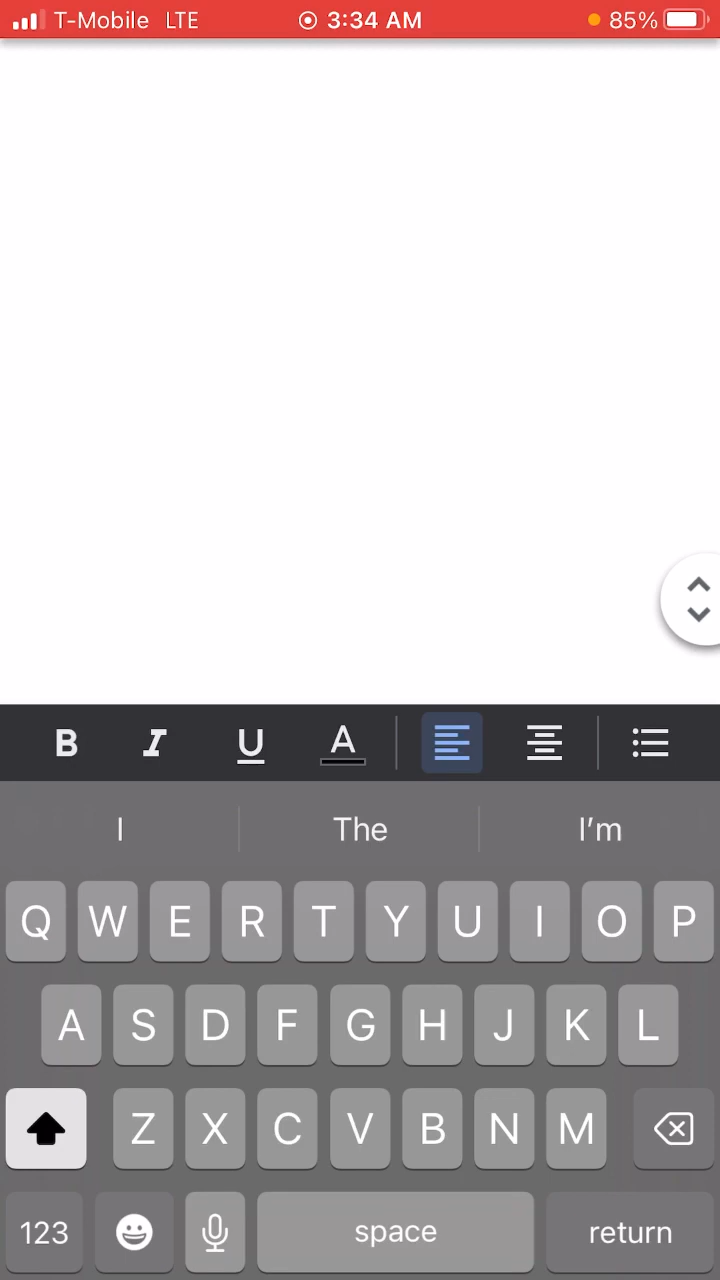 T-Mobile LTE 3:34 AM 85%
B I U A
I The I'm
Q W E R T Y U I O P
A S D F G H J K L
Z X C V B N M
123 space return